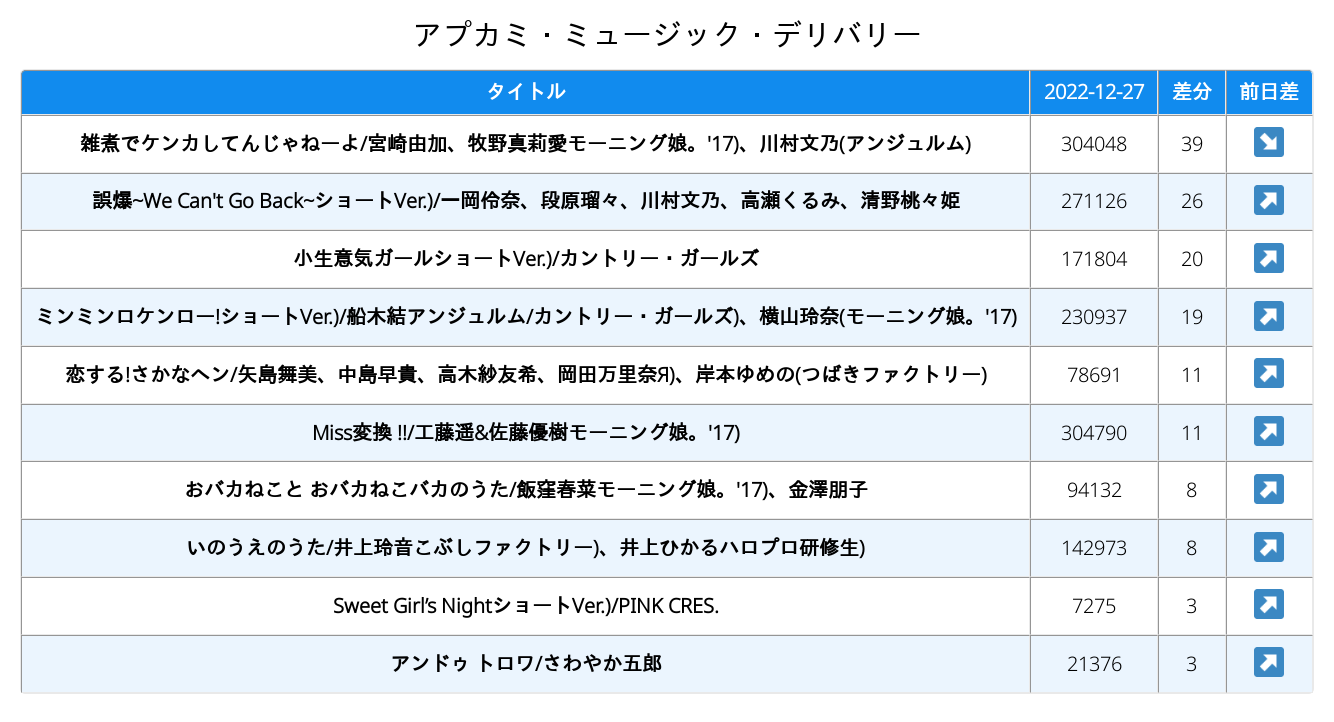 アプカミ・ミュージック・デリバリー
タイトル 2022-12-27 差分 前日差
雑煮でケンカしてんじゃねーよ/宮崎由加、牧野真莉愛モーニング娘。'17)、川村文乃(アンジュルム) 304048 39
誤爆~We Can't Go Back~ショートVer.)/一岡伶奈、段原瑠々、川村文乃、高瀬くるみ、清野桃々姫 271126 26
小生意気ガールショートVer.)/カントリー・ガールズ 171804 20
ミンミンロケンロー!ショートVer.)/船木結アンジュルム/カントリー・ガールズ)、横山玲奈(モーニング娘。'17) 230937 19
恋する!さかなヘン/矢島舞美、中島早貴、高木紗友希、岡田万里奈Я)、岸本ゆめの(つばきファクトリー) 78691 11
Miss変換 !!/工藤遥&佐藤優樹モーニング娘。'17) 304790 11
おバカねこと おバカねこバカのうた/飯窪春菜モーニング娘。'17)、金澤朋子 94132 8
いのうえのうた/井上玲音こぶしファクトリー)、井上ひかるハロプロ研修生) 142973 8
Sweet Girl’s NightショートVer.)/PINK CRES. 7275 3
アンドゥ トロワ/さわやか五郎 21376 3